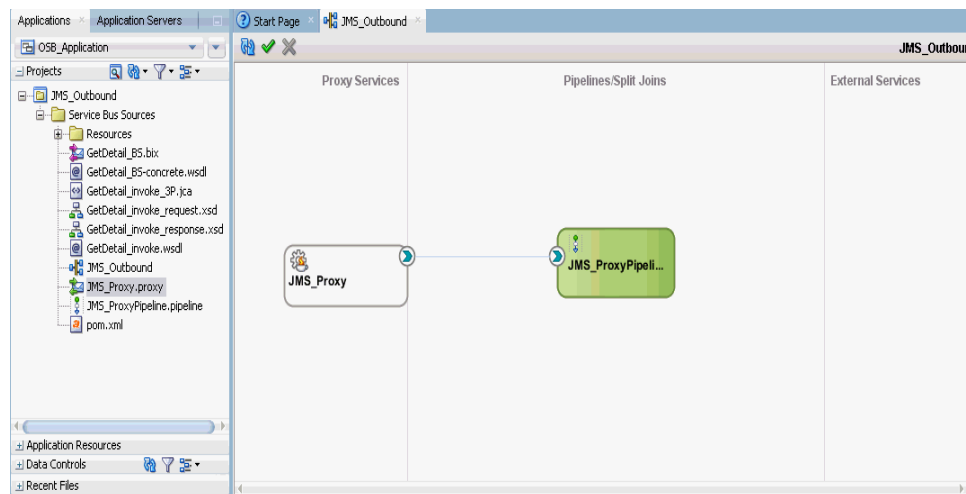 Applications
Application Servers
OSB_Application
Projects
JMS_Outbound
Service Bus Sources
Resources
GetDetail_BS.bix
GetDetail_BS-concrete.wsdl
GetDetail_invoke_3P.jca
GetDetail_invoke_request.xsd
GetDetail_invoke_response.xsd
GetDetail_invoke.wsdl
JMS_Outbound
JMS_Proxy.proxy
JMS_ProxyPipeline.pipeline
pom.xml
Application Resources
Data Controls
Recent Files
Start Page
JMS_Outbound
JMS_Outbour
Proxy Services
Pipelines/Split Joins
External Services
JMS_Proxy
JMS_ProxyPipeli...